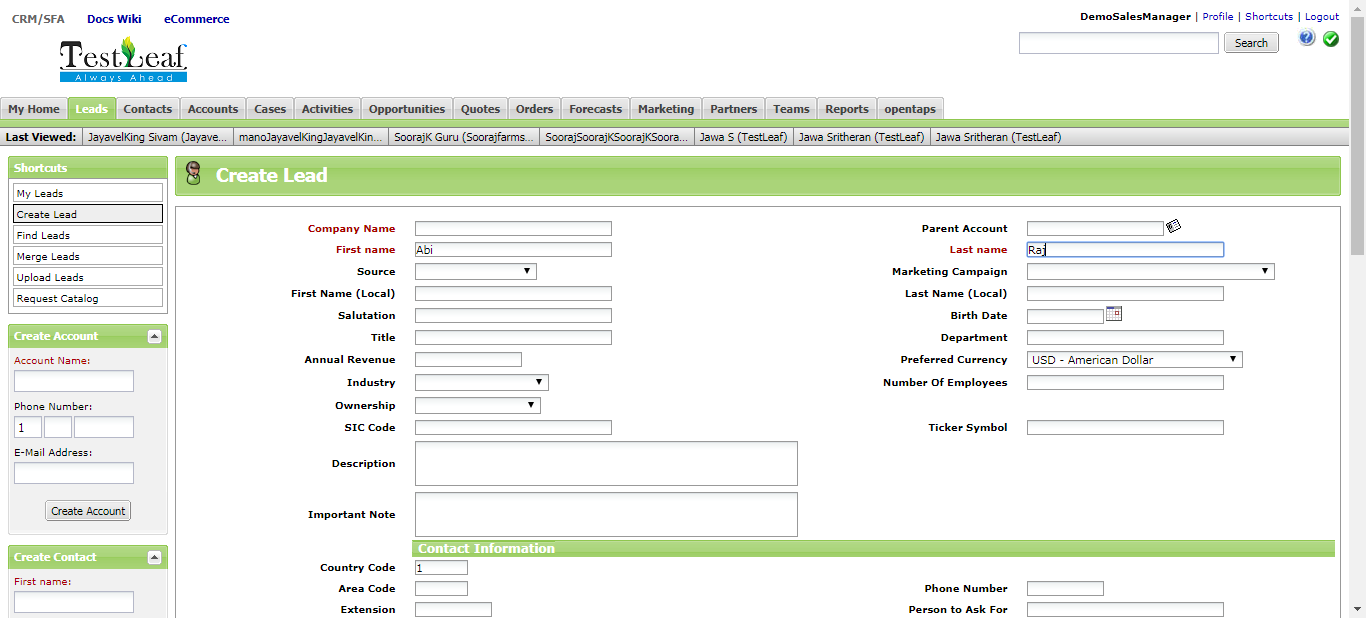 CRM/SFA Docs Wiki eCommerce
DemoSalesManager | Profile | Shortcuts | Logout
TestLeaf
Always Ahead
Search
My Home Leads Contacts Accounts Cases Activities Opportunities Quotes Orders Forecasts Marketing Partners Teams Reports opentaps
Last Viewed: JayavelKing Sivam (Jayave... manoJayavelKingJayavelKin... SoorajK Guru (Soorajfarms... SoorajSoorajKSoorajKSoora... Jawa S (TestLeaf) Jawa Sritheran (TestLeaf) Jawa Sritheran (TestLeaf)
Shortcuts
My Leads
Create Lead
Find Leads
Merge Leads
Upload Leads
Request Catalog
Create Account
Account Name:
Phone Number:
1
E-Mail Address:
Create Account
Create Contact
First name:
Create Lead
Company Name Parent Account
First name Abi Last name Raj
Source Marketing Campaign
First Name (Local) Last Name (Local)
Salutation Birth Date
Title Department
Annual Revenue Preferred Currency USD - American Dollar
Industry Number Of Employees
Ownership
SIC Code Ticker Symbol
Description
Important Note
Contact Information
Country Code 1
Area Code Phone Number
Extension Person to Ask For